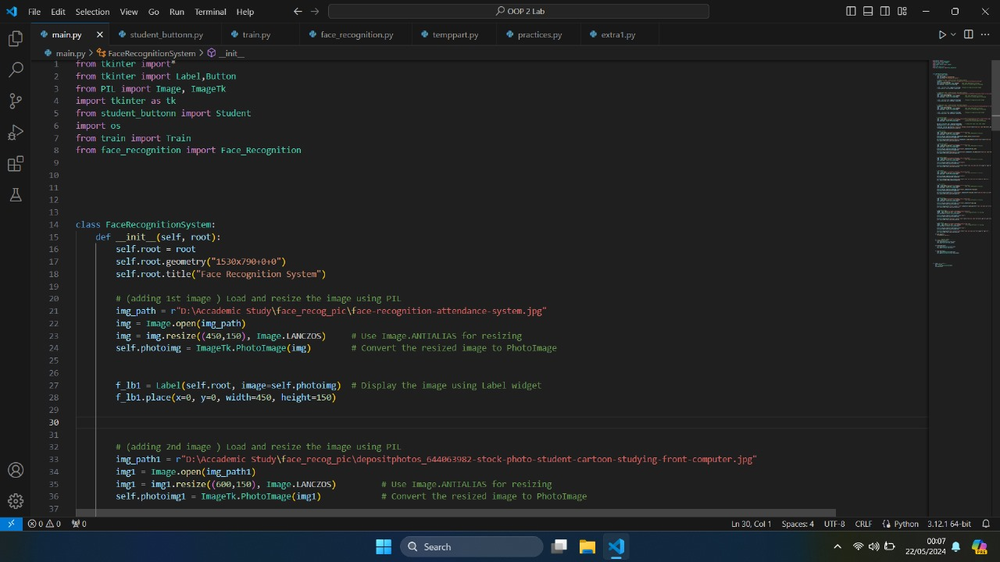 File Edit Selection View Go Run Terminal Help OOP 2 Lab
main.py student_buttonn.py train.py face_recognition.py temppart.py practices.py extra1.py
main.py > FaceRecognitionSystem > __init__
1 from tkinter import*
2 from tkinter import Label,Button
3 from PIL import Image, ImageTk
4 import tkinter as tk
5 from student_buttonn import Student
6 import os
7 from train import Train
8 from face_recognition import Face_Recognition
9
10
11
12
13
14 class FaceRecognitionSystem:
15 def __init__(self, root):
16 self.root = root
17 self.root.geometry("1530x790+0+0")
18 self.root.title("Face Recognition System")
19
20 # (adding 1st image ) Load and resize the image using PIL
21 img_path = r"D:\Accademic Study\face_recog_pic\face-recognition-attendance-system.jpg"
22 img = Image.open(img_path)
23 img = img.resize((450,150), Image.LANCZOS) # Use Image.ANTIALIAS for resizing
24 self.photoimg = ImageTk.PhotoImage(img) # Convert the resized image to PhotoImage
25
26
27 f_lb1 = Label(self.root, image=self.photoimg) # Display the image using Label widget
28 f_lb1.place(x=0, y=0, width=450, height=150)
29
30
31
32 # (adding 2nd image ) Load and resize the image using PIL
33 img_path1 = r"D:\Accademic Study\face_recog_pic\depositphotos_644063982-stock-photo-student-cartoon-studying-front-computer.jpg"
34 img1 = Image.open(img_path1)
35 img1 = img1.resize((600,150), Image.LANCZOS) # Use Image.ANTIALIAS for resizing
36 self.photoimg1 = ImageTk.PhotoImage(img1) # Convert the resized image to PhotoImage
37
0 0 0 Ln 30, Col 1 Spaces: 4 UTF-8 CRLF Python 3.12.1 64-bit
Search 00:07
22/05/2024
PRE